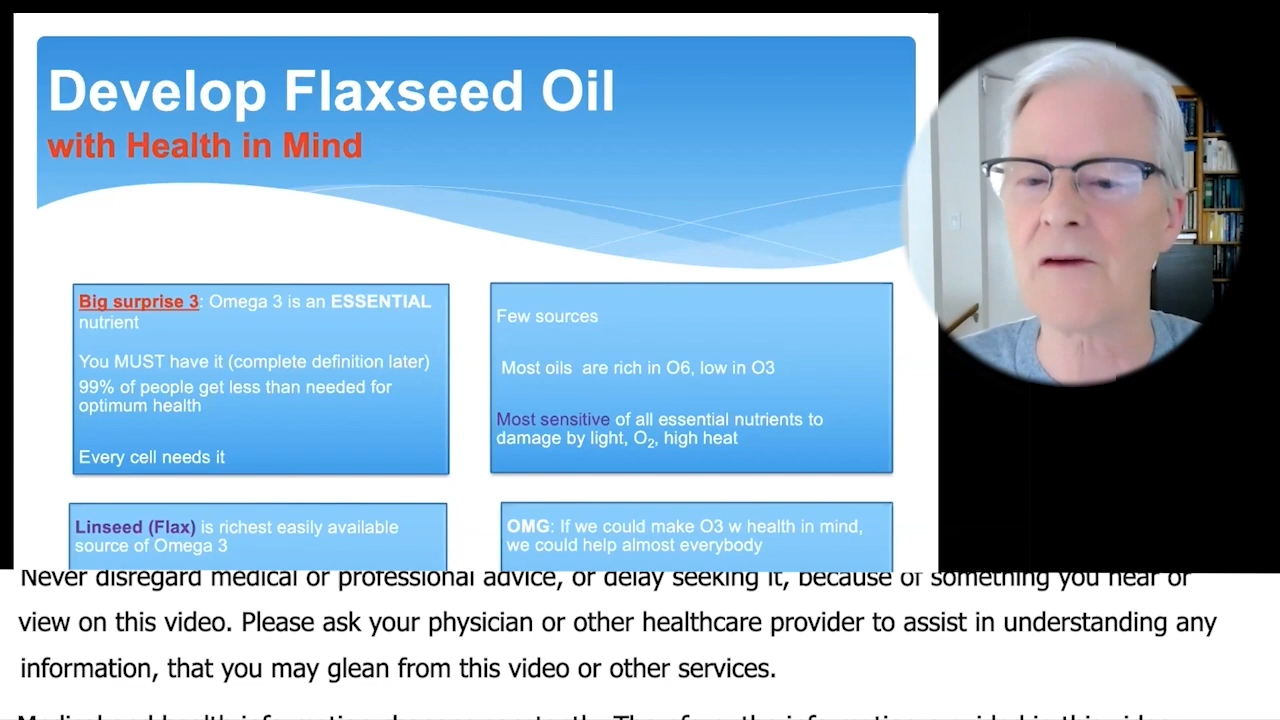 Develop Flaxseed Oil
with Health in Mind
Big surprise 3: Omega 3 is an ESSENTIAL
nutrient
You MUST have it (complete definition later)
99% of people get less than needed for
optimum health
Every cell needs it
Few sources
Most oils are rich in O6, low in O3
Most sensitive of all essential nutrients to
damage by light, O2, high heat
Linseed (Flax) is richest easily available
source of Omega 3
OMG: If we could make O3 w health in mind,
we could help almost everybody
Never disregard medical or professional advice, or delay seeking it, because of something you hear or
view on this video. Please ask your physician or other healthcare provider to assist in understanding any
information, that you may glean from this video or other services.